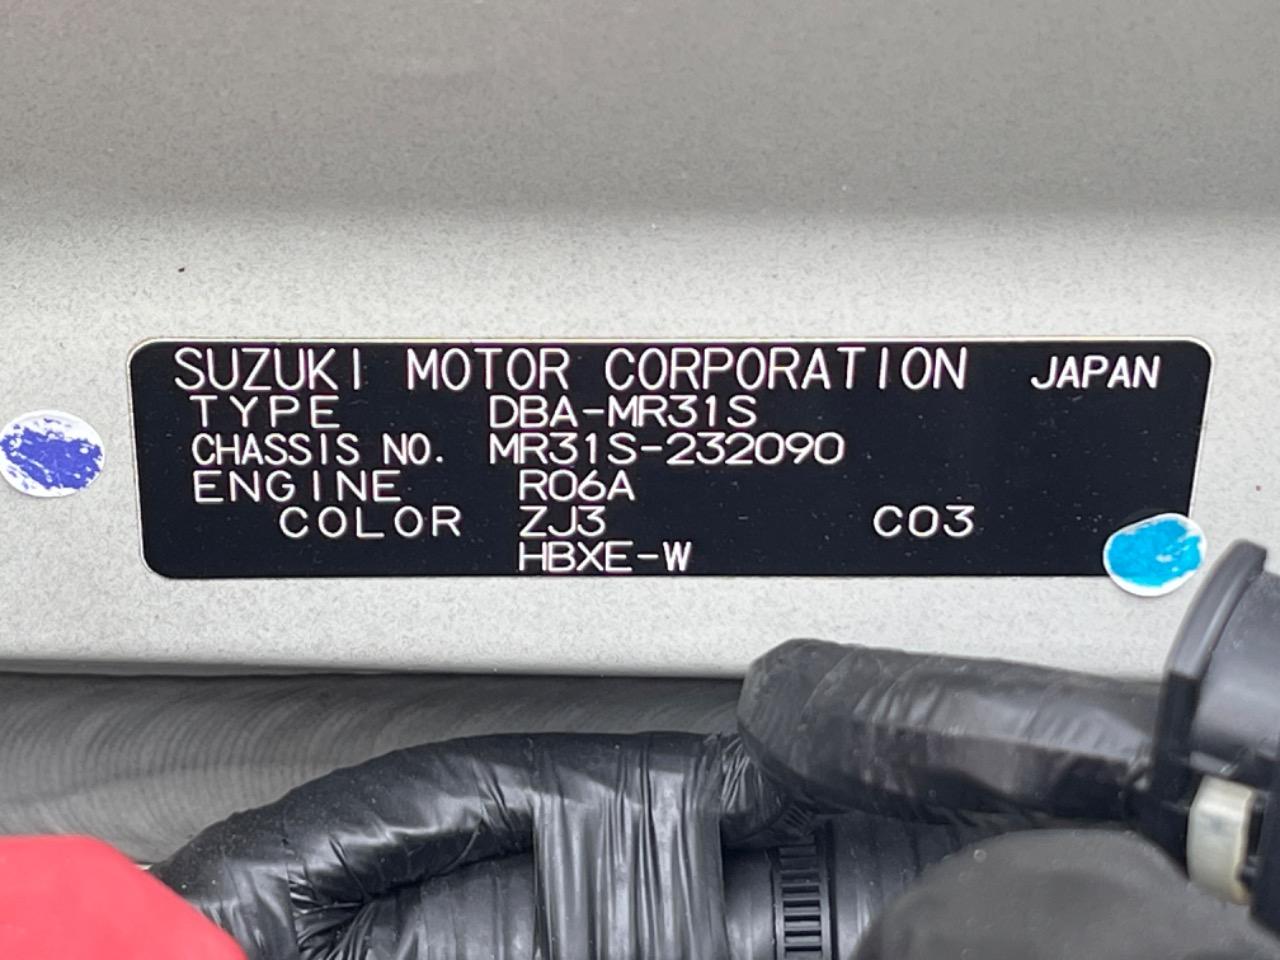 SUZUKI MOTOR CORPORATION JAPAN
TYPE DBA-MR31S
CHASSIS NO. MR31S-232090
ENGINE R06A
COLOR ZJ3 C03
HBXE-W